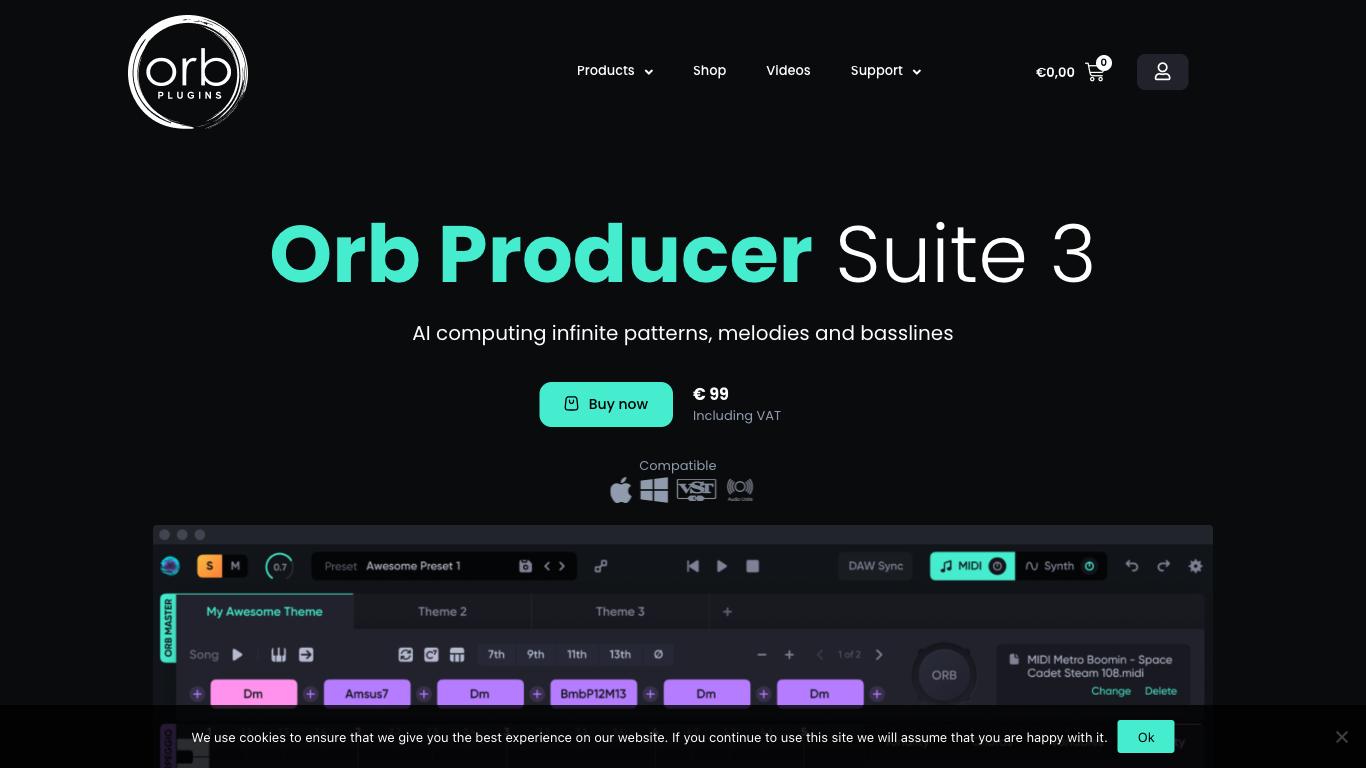 orb
PLUGINS
Products
Shop
Videos
Support
€0,00
0
Orb Producer Suite 3
AI computing infinite patterns, melodies and basslines
Buy now
€ 99
Including VAT
Compatible
VST
Audio Units
S
M
0.7
Preset
Awesome Preset 1
DAW Sync
MIDI
Synth
ORB MASTER
My Awesome Theme
Theme 2
Theme 3
+
Song
7th
9th
11th
13th
Ø
1 of 2
ORB
MIDI Metro Boomin - Space
Cadet Steam 108.midi
Change
Delete
Dm
Amsus7
Dm
BmbP12M13
Dm
Dm
We use cookies to ensure that we give you the best experience on our website. If you continue to use this site we will assume that you are happy with it.
Ok